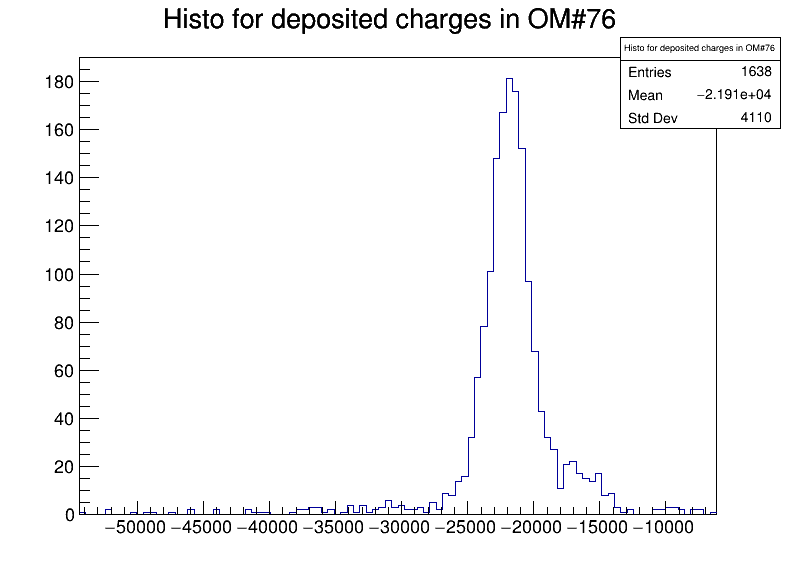 Histo for deposited charges in OM#76
Histo for deposited charges in OM#76
Entries 1638
Mean −2.191e+04
Std Dev 4110
180
160
140
120
100
80
60
40
20
0
−50000 −45000 −40000 −35000 −30000 −25000 −20000 −15000 −10000